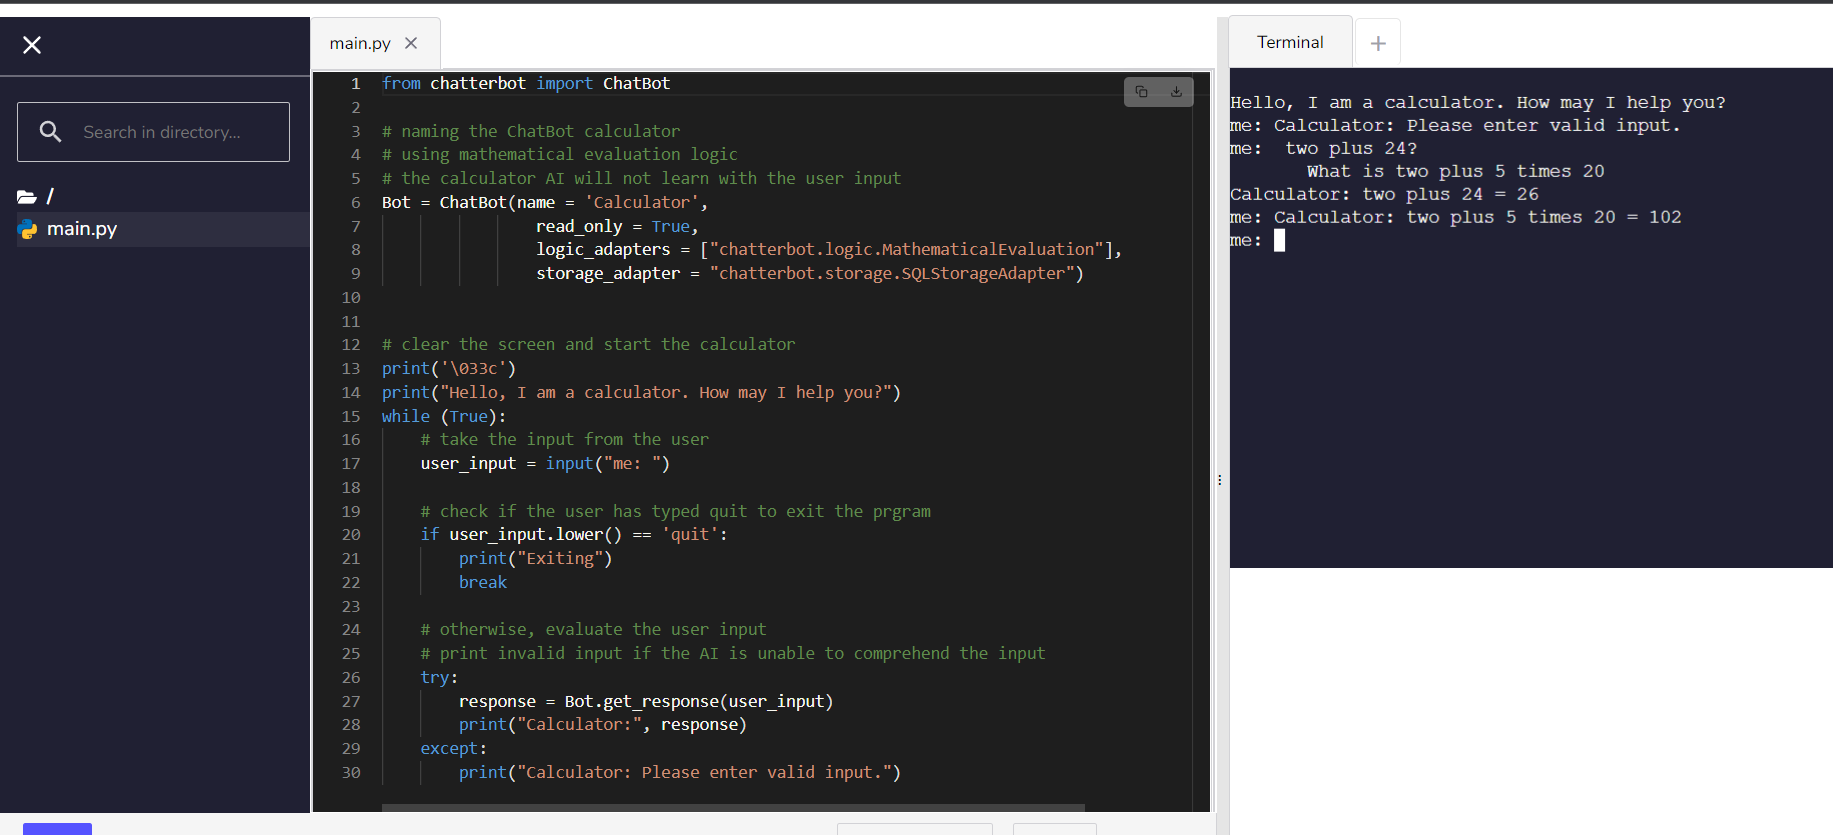 Search in directory...
/
main.py
main.py
1 from chatterbot import ChatBot
2
3 # naming the ChatBot calculator
4 # using mathematical evaluation logic
5 # the calculator AI will not learn with the user input
6 Bot = ChatBot(name = 'Calculator',
7 read_only = True,
8 logic_adapters = ["chatterbot.logic.MathematicalEvaluation"],
9 storage_adapter = "chatterbot.storage.SQLStorageAdapter")
10
11
12 # clear the screen and start the calculator
13 print('\033c')
14 print("Hello, I am a calculator. How may I help you?")
15 while (True):
16 # take the input from the user
17 user_input = input("me: ")
18
19 # check if the user has typed quit to exit the prgram
20 if user_input.lower() == 'quit':
21 print("Exiting")
22 break
23
24 # otherwise, evaluate the user input
25 # print invalid input if the AI is unable to comprehend the input
26 try:
27 response = Bot.get_response(user_input)
28 print("Calculator:", response)
29 except:
30 print("Calculator: Please enter valid input.")
Terminal
+
Hello, I am a calculator. How may I help you?
me: Calculator: Please enter valid input.
me:  two plus 24?
What is two plus 5 times 20
Calculator: two plus 24 = 26
me: Calculator: two plus 5 times 20 = 102
me: